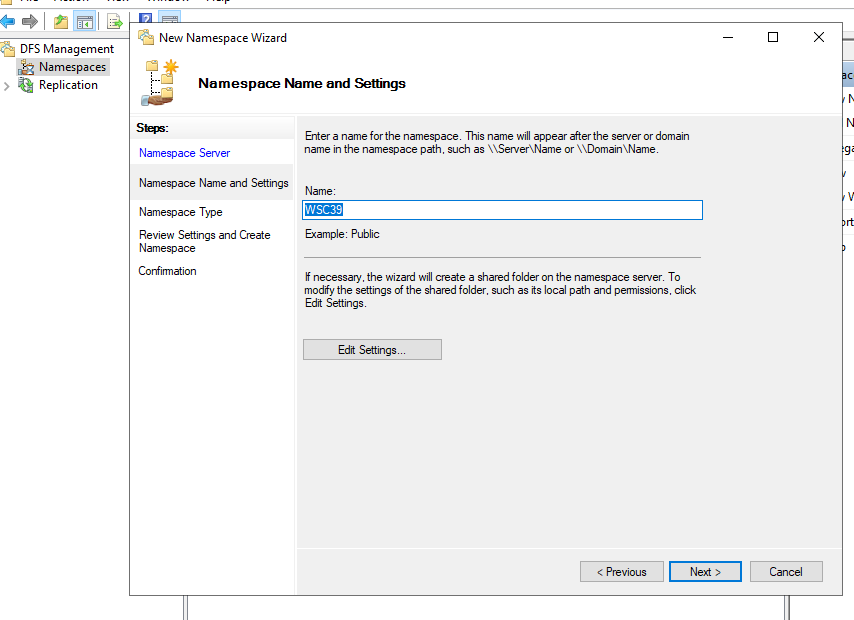 New Namespace Wizard
DFS Management
Namespaces
Replication
Namespace Name and Settings
Steps:
Namespace Server
Namespace Name and Settings
Namespace Type
Review Settings and Create
Namespace
Confirmation
Enter a name for the namespace. This name will appear after the server or domain
name in the namespace path, such as \\Server\Name or \\Domain\Name.
Name:
WSC39
Example: Public
If necessary, the wizard will create a shared folder on the namespace server. To
modify the settings of the shared folder, such as its local path and permissions, click
Edit Settings.
Edit Settings...
< Previous
Next >
Cancel